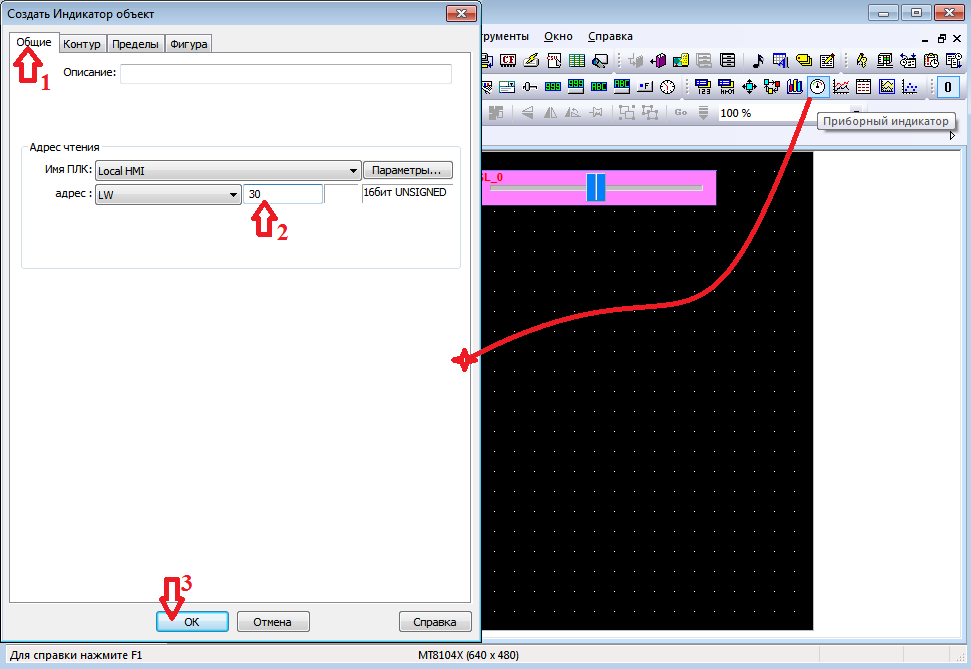 Создать Индикатор объект
Общие
Контур
Пределы
Фигура
1
Описание:
Адрес чтения
Имя ПЛК:
Local HMI
Параметры...
адрес :
LW
30
16бит UNSIGNED
2
3
OK
Отмена
Справка
рументы
Окно
Справка
CF
0
Go
100 %
Приборный индикатор
SL_0
Для справки нажмите F1
MT8104X (640 x 480)